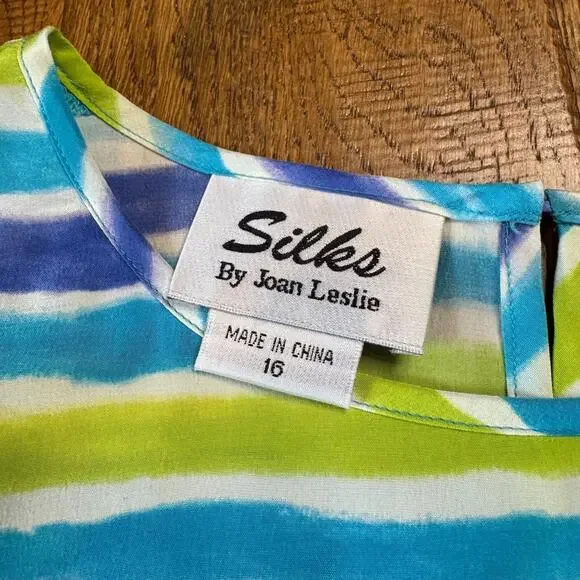 Silks
By Joan Leslie
MADE IN CHINA
16